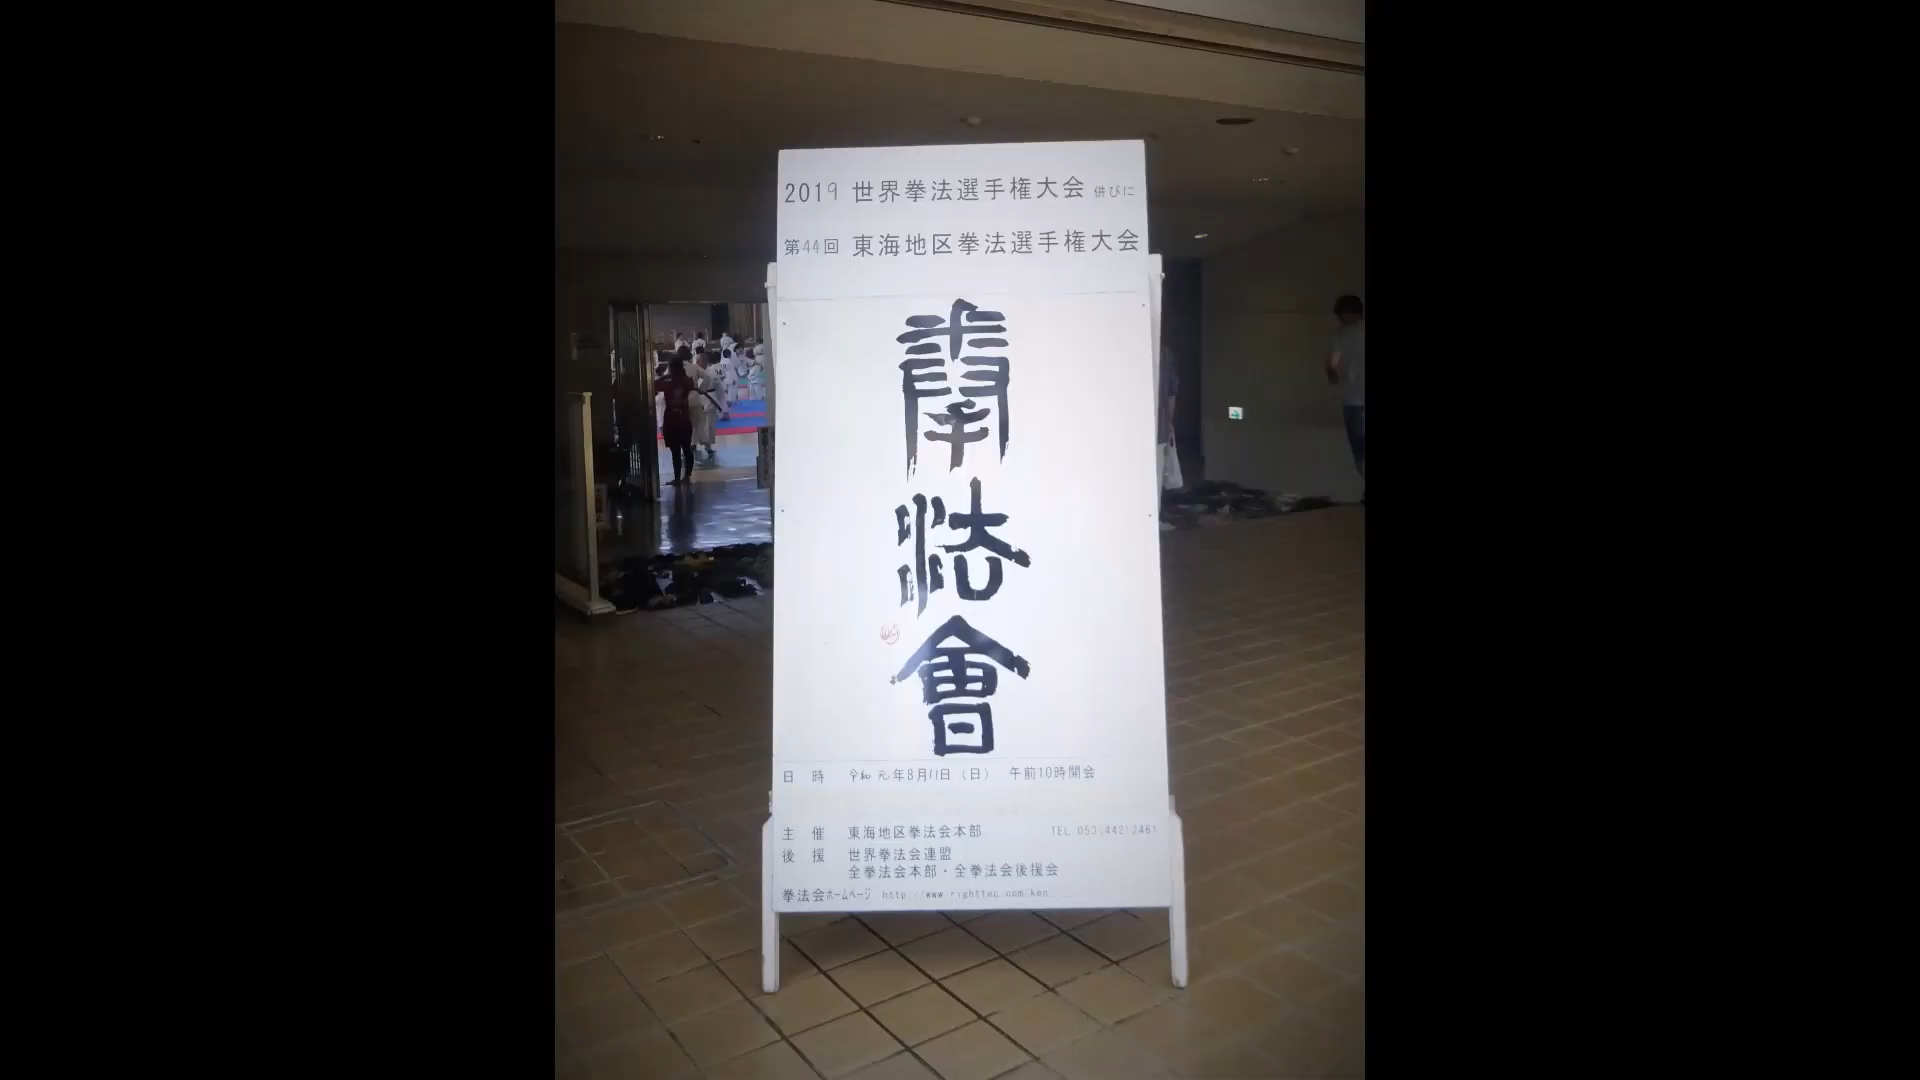 2019 世界拳法選手権大会 併びに
第44回 東海地区拳法選手権大会
拳法會
日 時 令和元年8月11日（日） 午前10時開会
主 催 東海地区拳法会本部 TEL 053(442)2461
後 援 世界拳法会連盟
全拳法会本部・全拳法会後援会
拳法会ホームページ http://www.righttec.com/ken